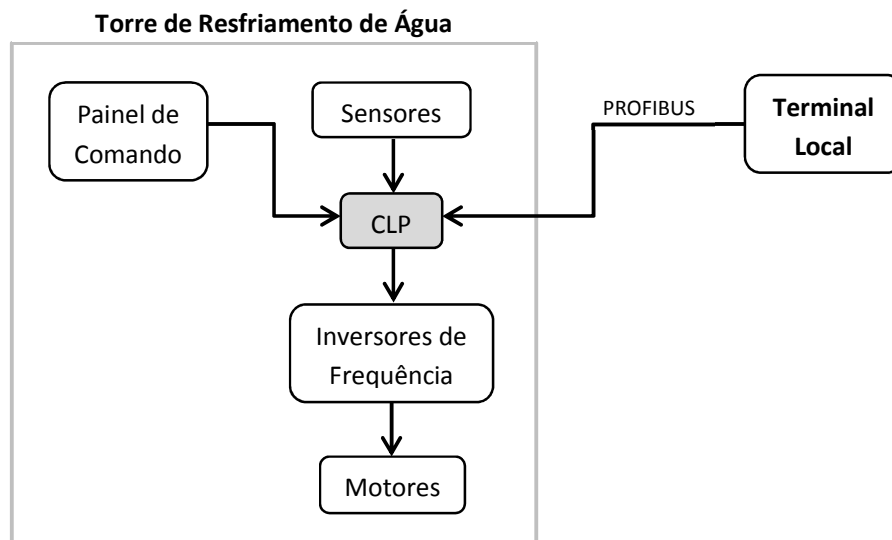 Torre de Resfriamento de Água
Painel de
Comando
Sensores
PROFIBUS
Terminal
Local
CLP
Inversores de
Frequência
Motores